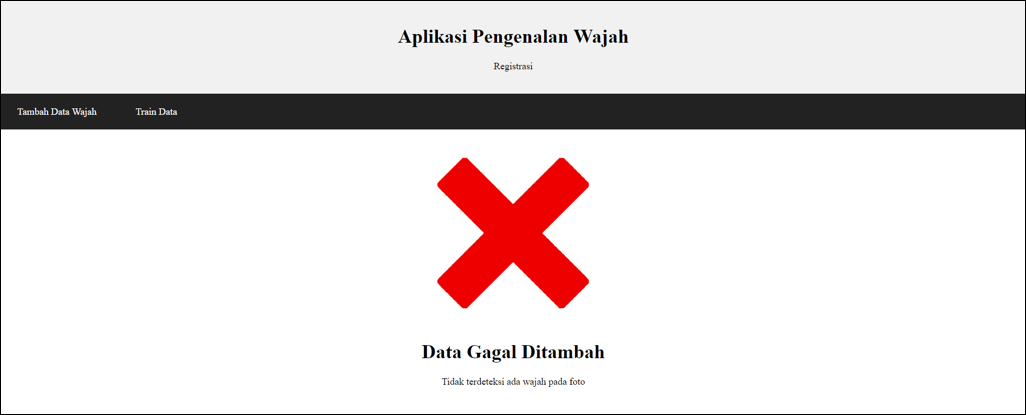 Aplikasi Pengenalan Wajah
Registrasi
Tambah Data Wajah Train Data
Data Gagal Ditambah
Tidak terdeteksi ada wajah pada foto